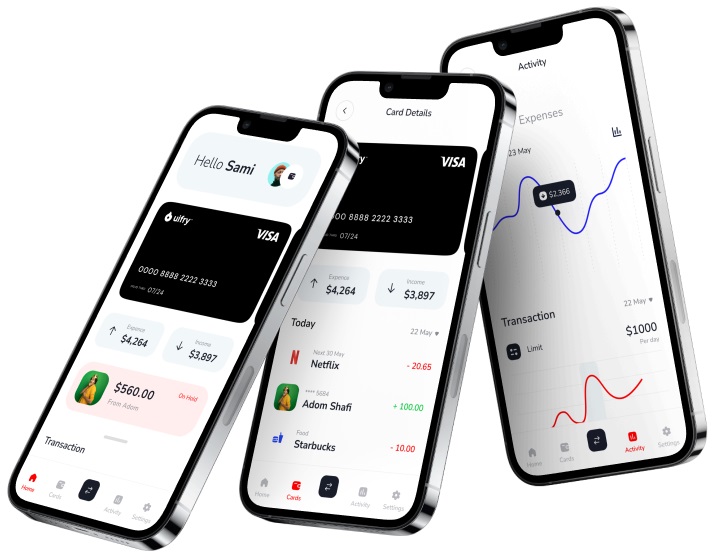 Hello Sami
ulfry
VISA
0000 8888 2222 3333
07/24
Expense
$4,264
Income
$3,897
$560.00
From Adom
On Hold
Transaction
Home
Cards
Activity
Settings
Card Details
VISA
00 8888 2222 3333
07/24
Expense
$4,264
Income
$3,897
Today
22 May
Next 30 May
Netflix
- 20.65
**** 5684
Adom Shafi
+ 100.00
Food
Starbucks
- 10.00
Home
Cards
Activity
Settings
Activity
Expenses
23 May
$2,366
Transaction
22 May
Limit
$1000
Per day
Home
Cards
Activity
Settings